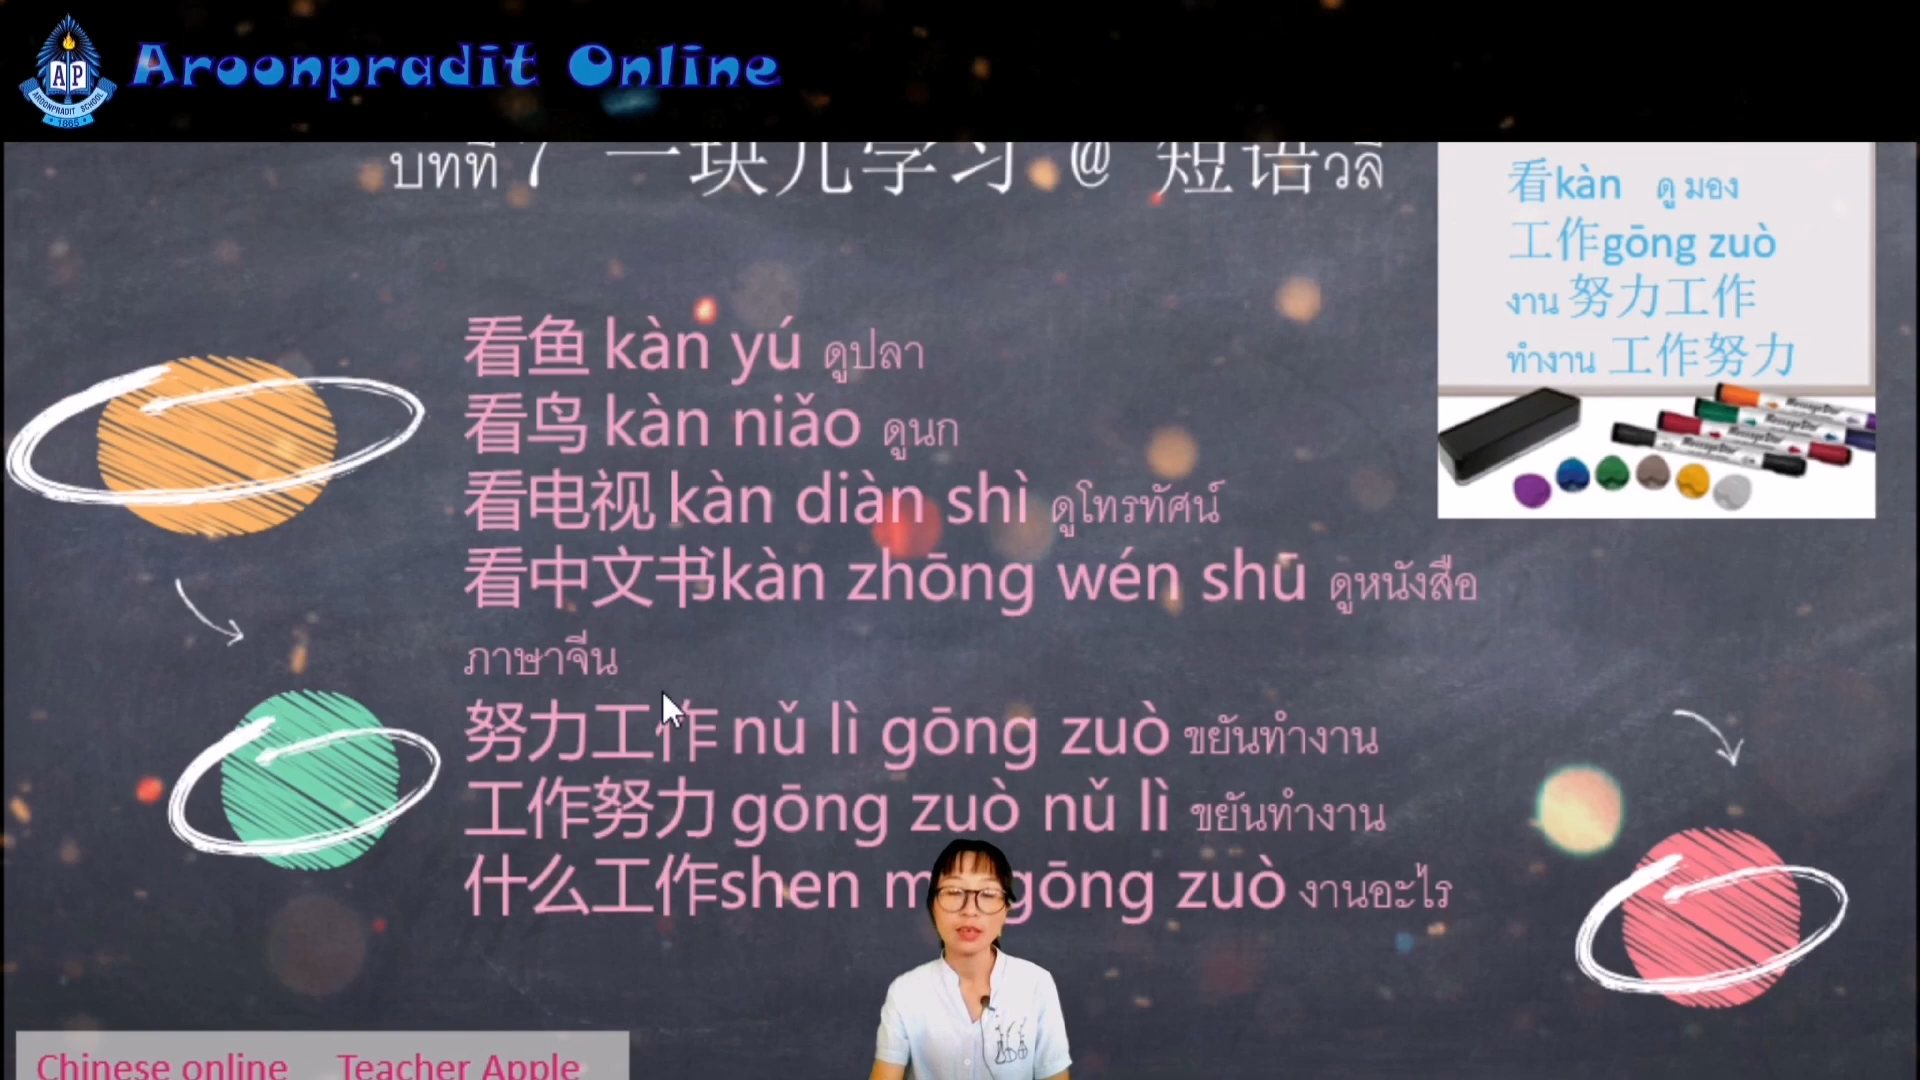 AP
AROONPRADIT SCHOOL
1865
Aroonpradit Online
บทที่ 7 一块儿学习 @ 短语วลี
看kàn ดู มอง
工作gōng zuò
งาน 努力工作
ทำงาน 工作努力
看鱼 kàn yú ดูปลา
看鸟 kàn niǎo ดูนก
看电视 kàn diàn shì ดูโทรทัศน์
看中文书kàn zhōng wén shū ดูหนังสือ
ภาษาจีน
努力工作 nǔ lì gōng zuò ขยันทำงาน
工作努力 gōng zuò nǔ lì ขยันทำงาน
什么工作shen m gōng zuò งานอะไร
Chinese online Teacher Apple